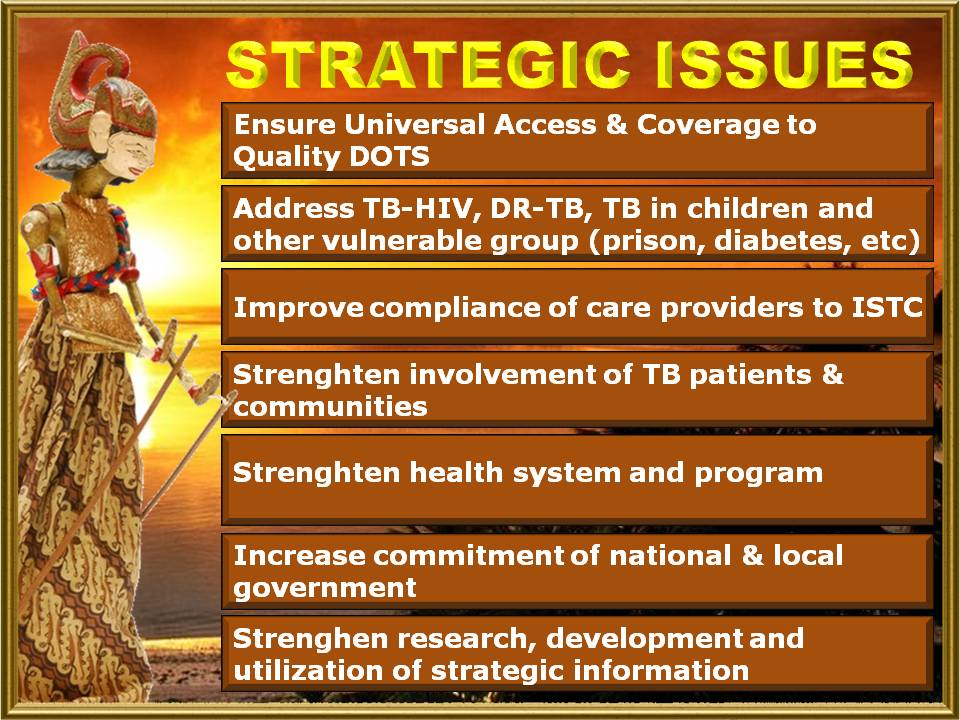 STRATEGIC ISSUES
Ensure Universal Access & Coverage to
Quality DOTS
Address TB-HIV, DR-TB, TB in children and
other vulnerable group (prison, diabetes, etc)
Improve compliance of care providers to ISTC
Strenghten involvement of TB patients &
communities
Strenghten health system and program
Increase commitment of national & local
government
Strenghen research, development and
utilization of strategic information